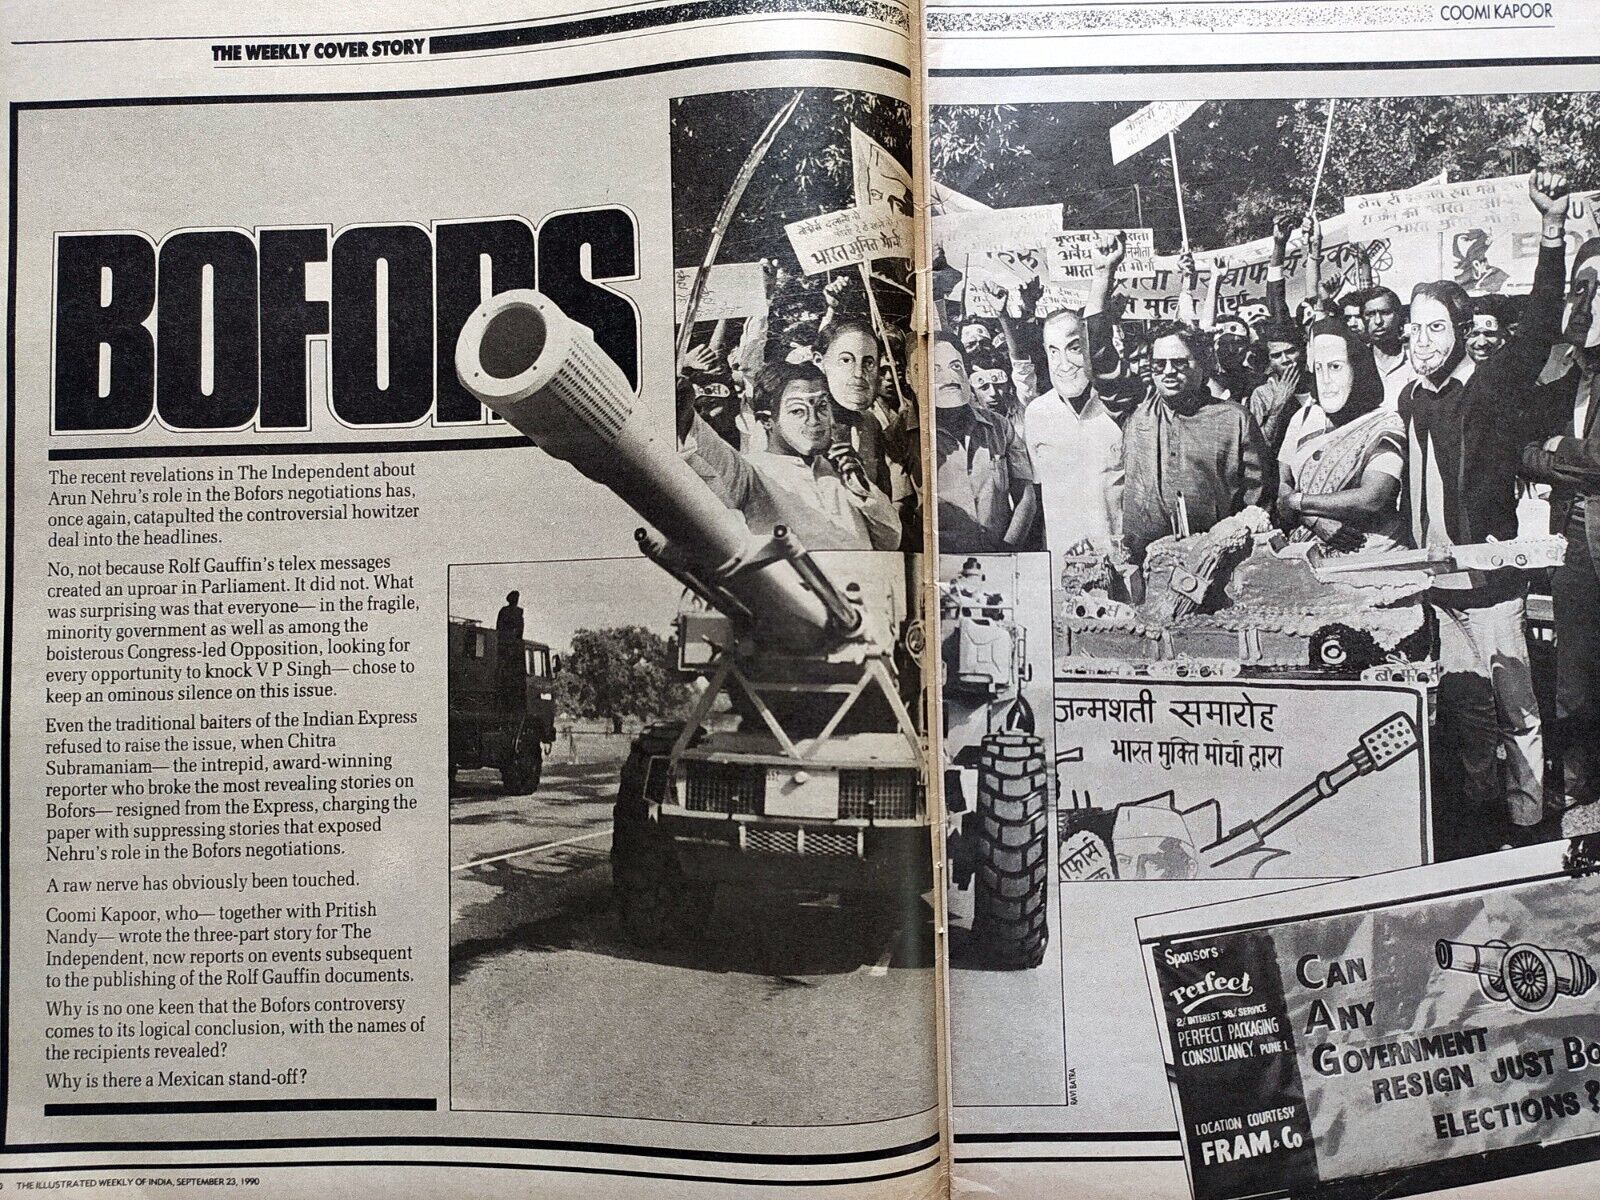 THE WEEKLY COVER STORY
COOMI KAPOOR
BOFORS
The recent revelations in The Independent about
Arun Nehru's role in the Bofors negotiations has,
once again, catapulted the controversial howitzer
deal into the headlines.
No, not because Rolf Gauffin's telex messages
created an uproar in Parliament. It did not. What
was surprising was that everyone—in the fragile,
minority government as well as among the
boisterous Congress-led Opposition, looking for
every opportunity to knock V P Singh—chose to
keep an ominous silence on this issue.
Even the traditional baiters of the Indian Express
refused to raise the issue, when Chitra
Subramaniam—the intrepid, award-winning
reporter who broke the most revealing stories on
Bofors—resigned from the Express, charging the
paper with suppressing stories that exposed
Nehru's role in the Bofors negotiations.
A raw nerve has obviously been touched.
Coomi Kapoor, who—together with Pritish
Nandy—wrote the three-part story for The
Independent, now reports on events subsequent
to the publishing of the Rolf Gauffin documents.
Why is no one keen that the Bofors controversy
comes to its logical conclusion, with the names of
the recipients revealed?
Why is there a Mexican stand-off?
भारत मुक्ति मोर्चा
अवैध
भारत
मुक्ति मोर्चा
जन्मशती समारोह
भारत मुक्ति मोर्चा द्वारा
RAVI BATRA
Sponsors:
Perfect
2/ INTEREST 98/ SERVICE
PERFECT PACKAGING
CONSULTANCY PUNE 1.
LOCATION COURTESY
FRAM & Co
CAN
ANY
GOVERNMENT
RESIGN JUST BO
ELECTIONS?
THE ILLUSTRATED WEEKLY OF INDIA, SEPTEMBER 23, 1990